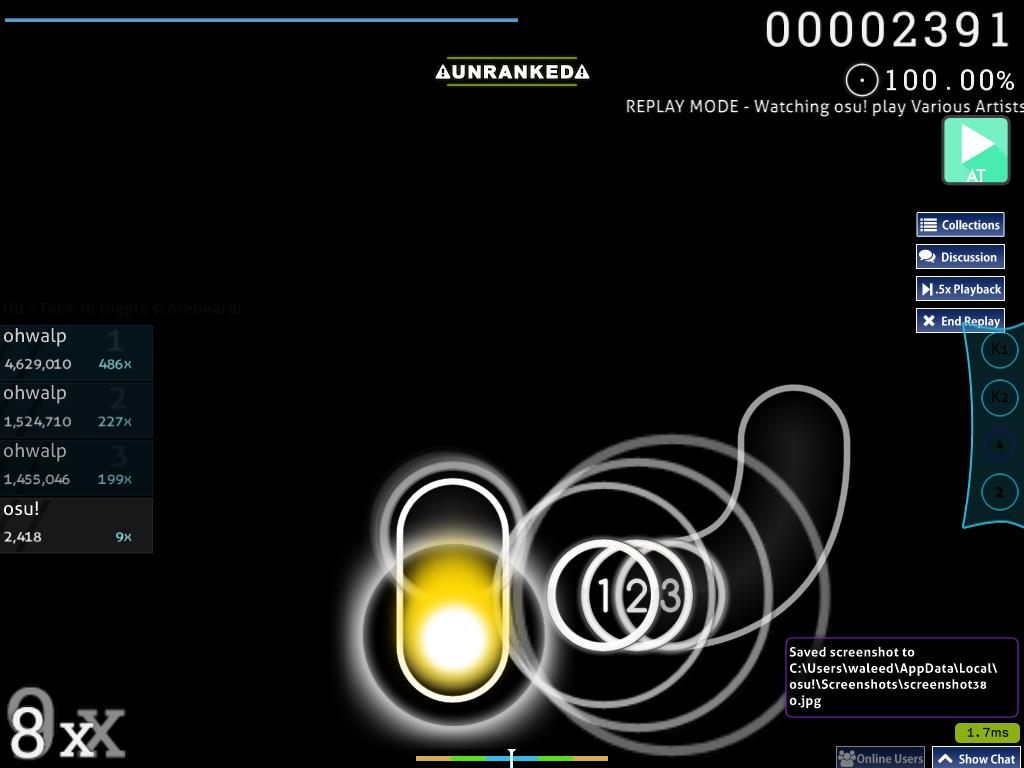 00002391
UNRANKED
100.00%
REPLAY MODE - Watching osu! play Various Artists
AT
Collections
Discussion
.5x Playback
End Replay
Hit <Tab> to toggle scoreboard!
ohwalp 1
4,629,010 486x
K1
ohwalp 2
1,524,710 227x
K2
ohwalp 3
1,455,046 199x
4
osu!
2,418 9x
2
1 2 3
Saved screenshot to
C:\Users\waleed\AppData\Local\
osu!\Screenshots\screenshot38
0.jpg
8x
1.7ms
Online Users
Show Chat